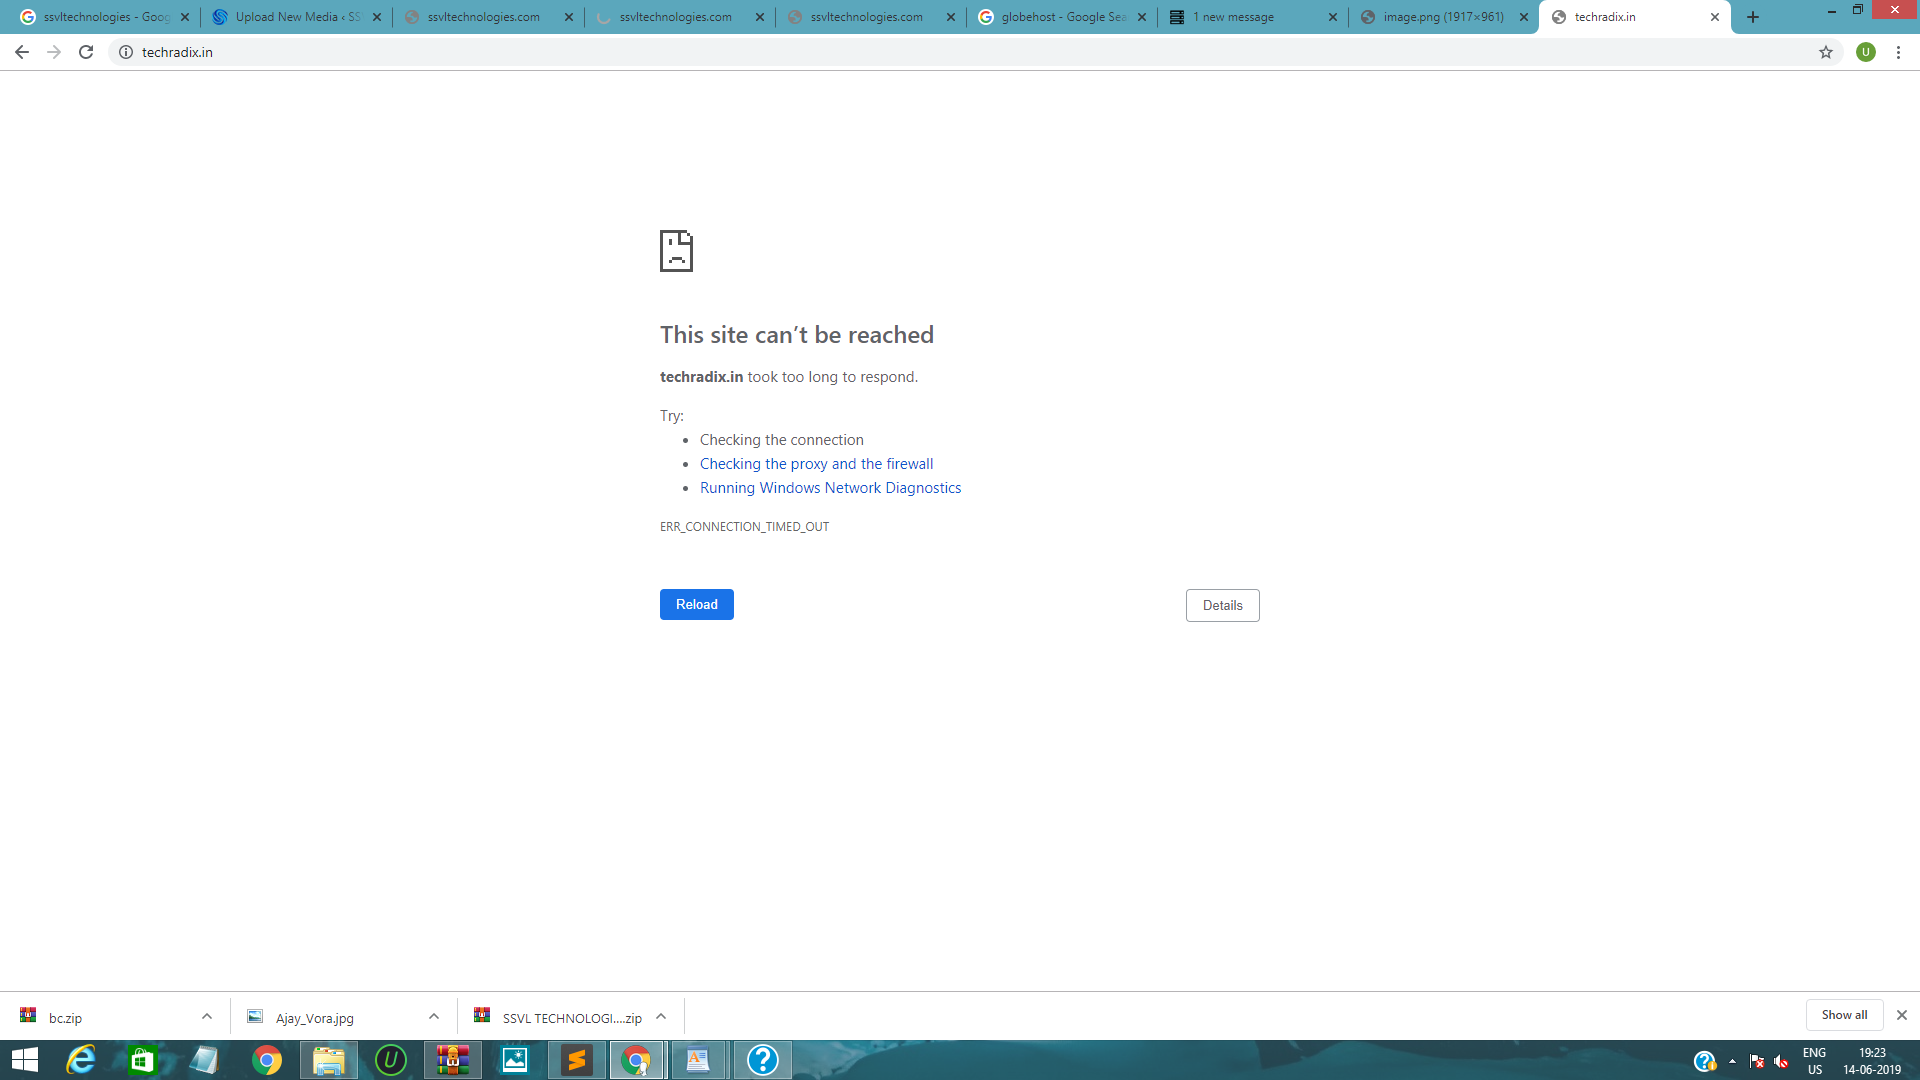 ssvltechnologies - Goog
Upload New Media ‹ SS
ssvltechnologies.com
ssvltechnologies.com
ssvltechnologies.com
globehost - Google Sea
1 new message
image.png (1917×961)
techradix.in
techradix.in
U
This site can’t be reached
techradix.in took too long to respond.
Try:
• Checking the connection
• Checking the proxy and the firewall
• Running Windows Network Diagnostics
ERR_CONNECTION_TIMED_OUT
Reload
Details
bc.zip
Ajay_Vora.jpg
SSVL TECHNOLOGI....zip
Show all
ENG
US
19:23
14-06-2019